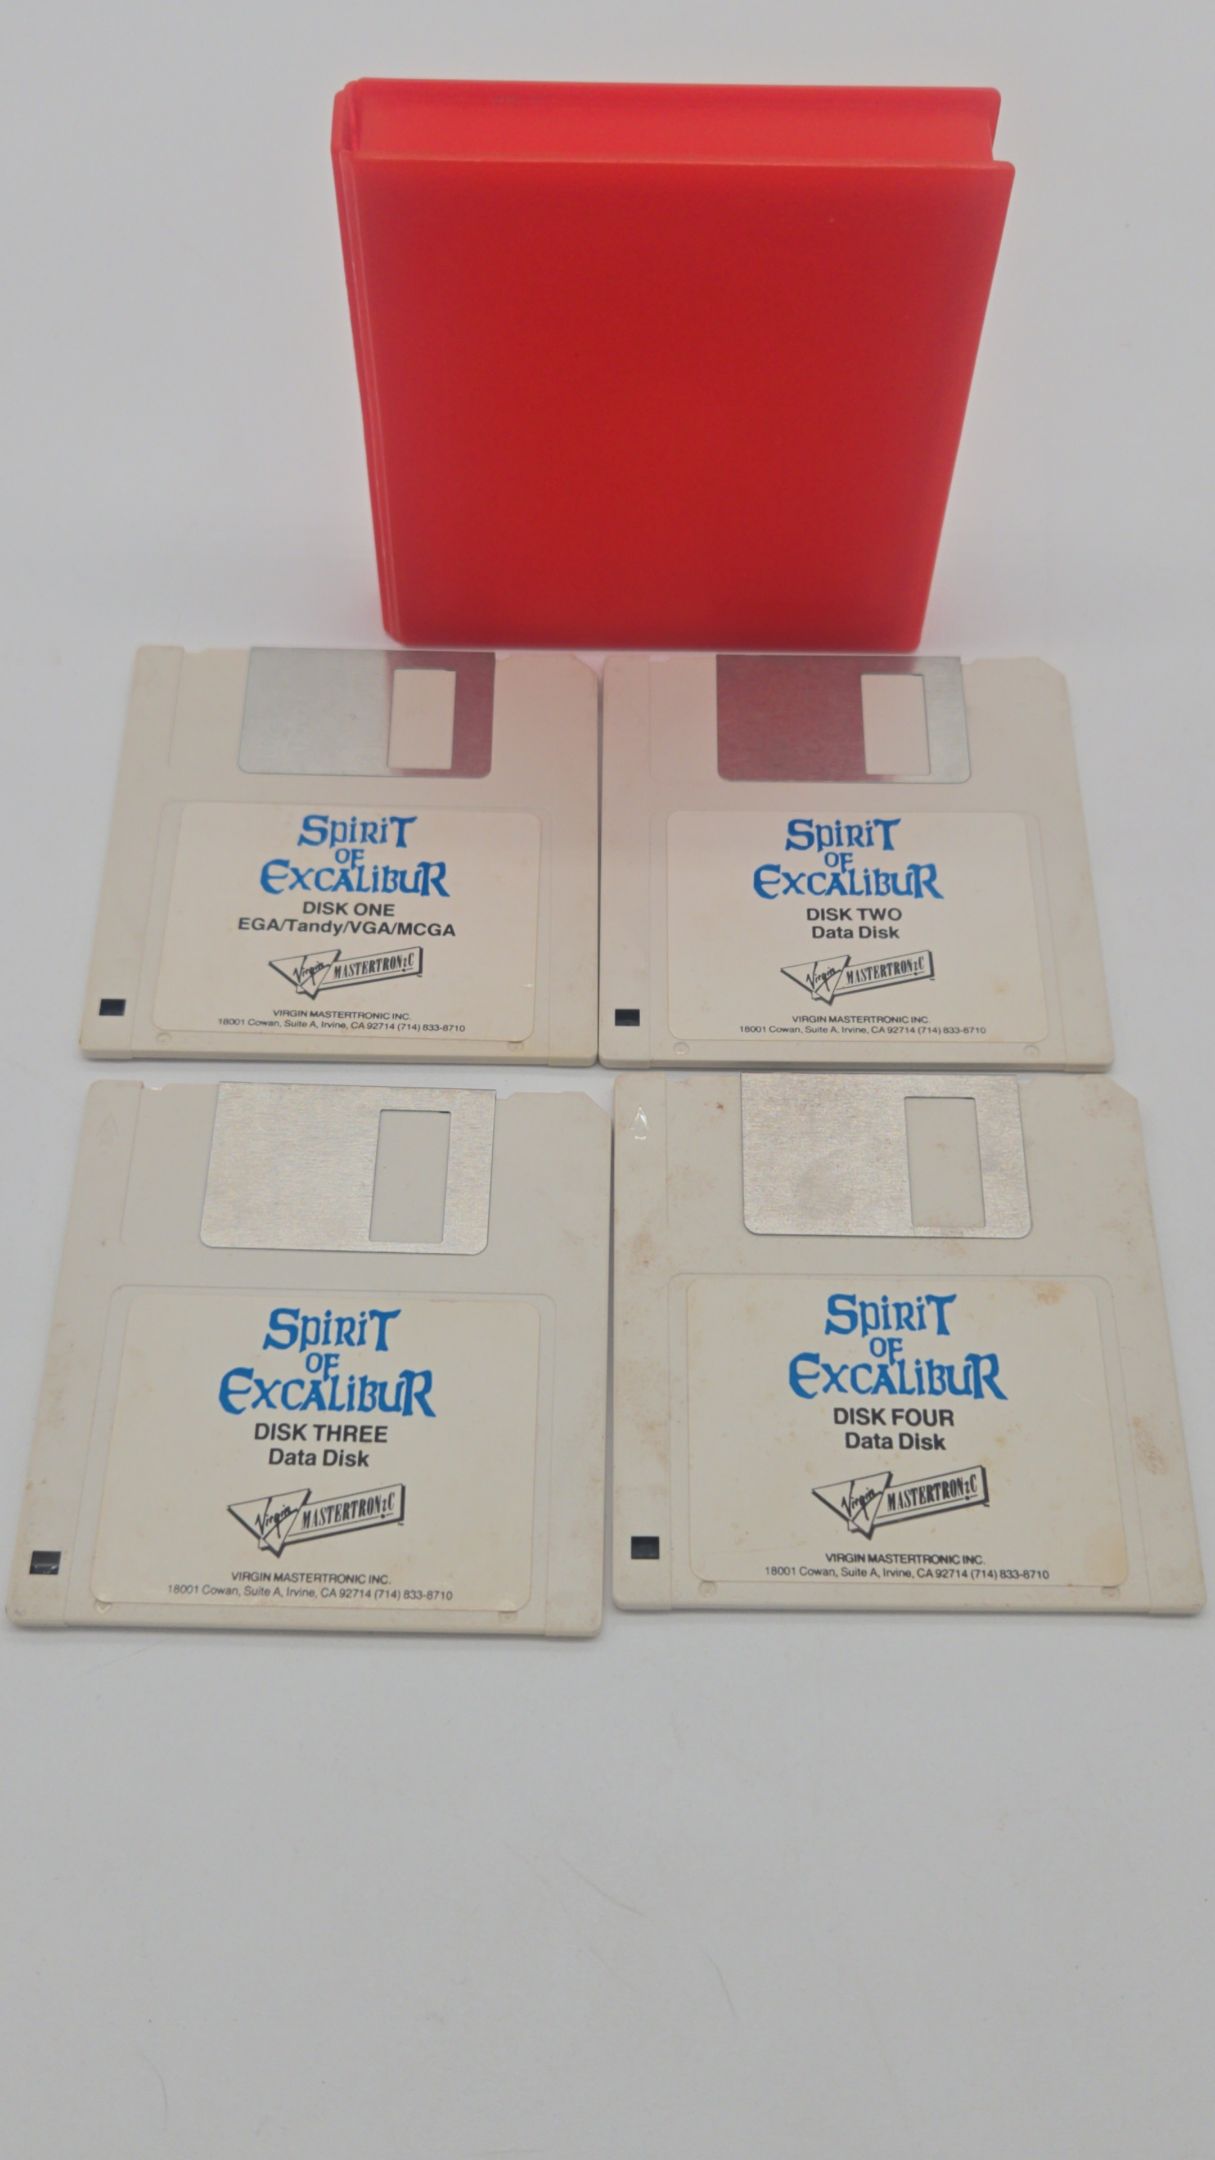 Spirit
OF
Excalibur
DISK ONE
EGA/Tandy/VGA/MCGA
Virgin MASTERTRONIC
VIRGIN MASTERTRONIC INC.
18001 Cowan, Suite A, Irvine, CA 92714 (714) 833-8710
Spirit
OF
Excalibur
DISK TWO
Data Disk
Virgin MASTERTRONIC
VIRGIN MASTERTRONIC INC.
18001 Cowan, Suite A, Irvine, CA 92714 (714) 833-8710
Spirit
OF
Excalibur
DISK THREE
Data Disk
Virgin MASTERTRONIC
VIRGIN MASTERTRONIC INC.
18001 Cowan, Suite A, Irvine, CA 92714 (714) 833-8710
Spirit
OF
Excalibur
DISK FOUR
Data Disk
Virgin MASTERTRONIC
VIRGIN MASTERTRONIC INC.
18001 Cowan, Suite A, Irvine, CA 92714 (714) 833-8710